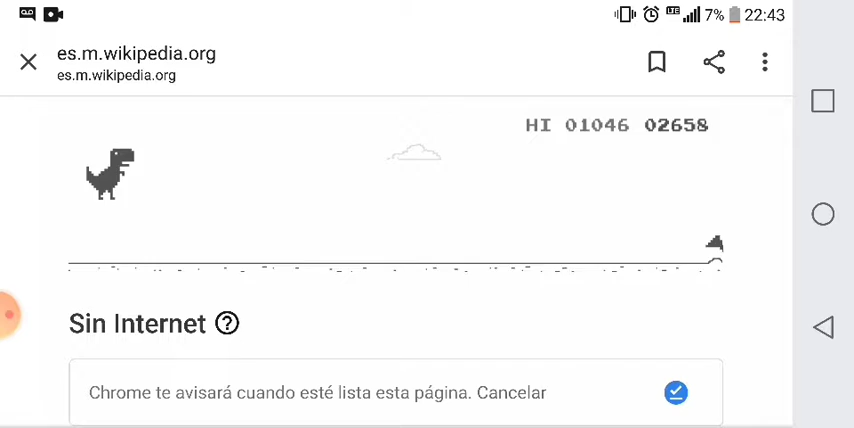 LTE 7% 22:43
es.m.wikipedia.org
es.m.wikipedia.org
HI 01046 02658
Sin Internet ?
Chrome te avisará cuando esté lista esta página. Cancelar